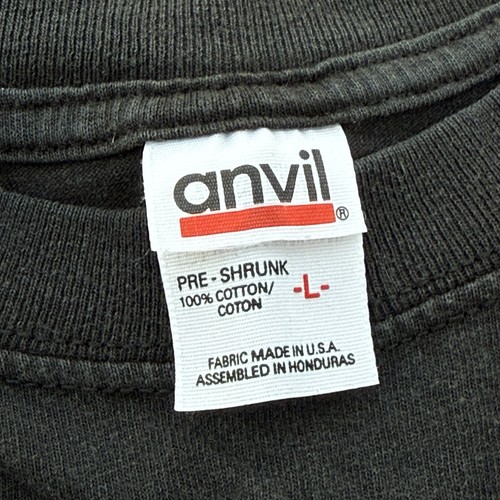 anvil®
PRE-SHRUNK
100% COTTON/
COTON
-L-
FABRIC MADE IN U.S.A.
ASSEMBLED IN HONDURAS